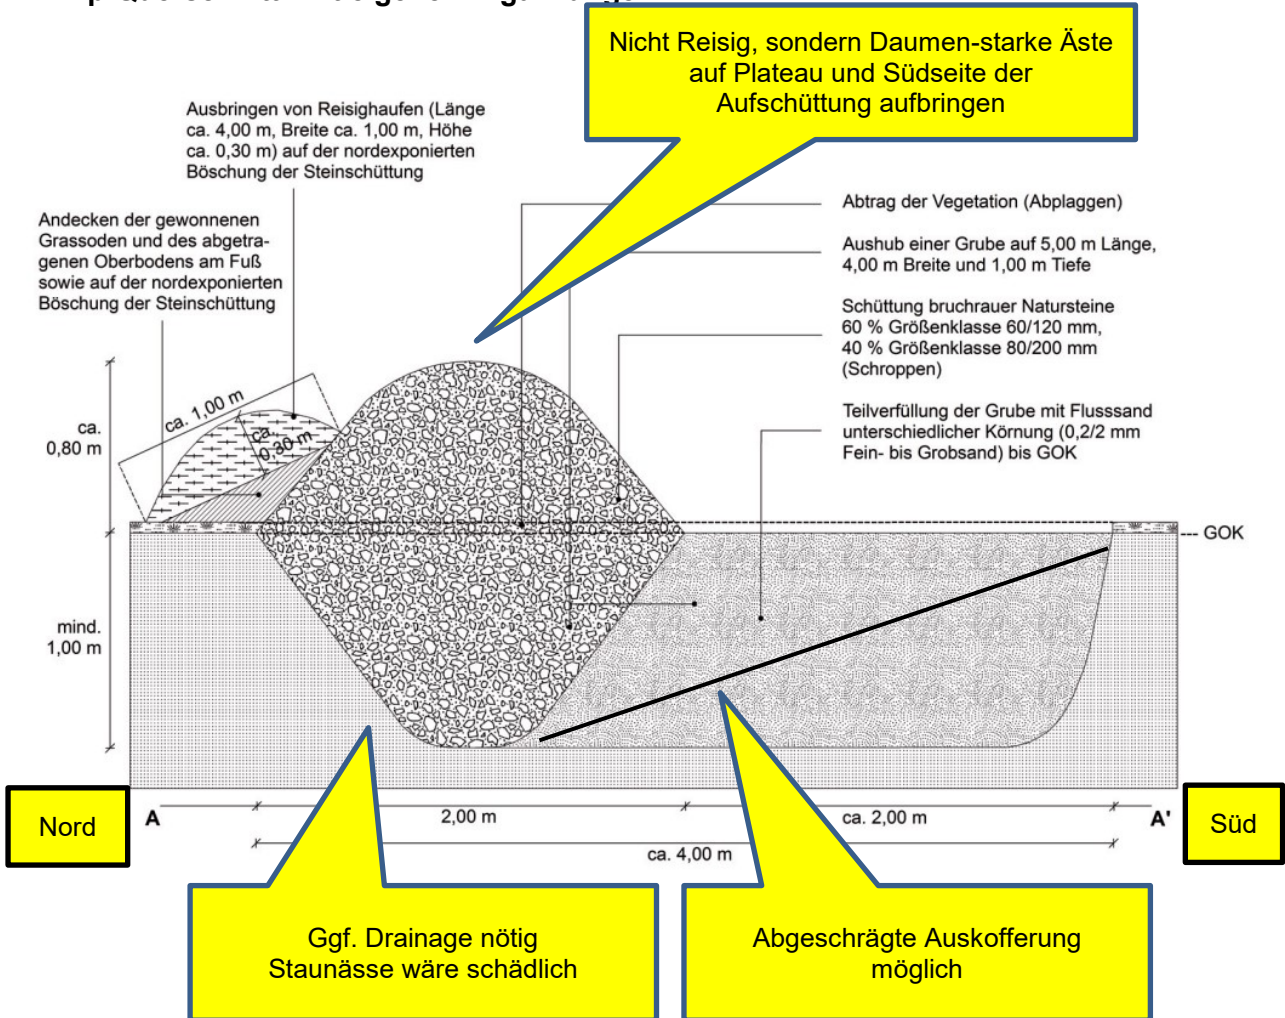 Nicht Reisig, sondern Daumen-starke Äste
auf Plateau und Südseite der
Aufschüttung aufbringen
Ausbringen von Reisighaufen (Länge
ca. 4,00 m, Breite ca. 1,00 m, Höhe
ca. 0,30 m) auf der nordexponierten
Böschung der Steinschüttung
Andecken der gewonnenen
Grassoden und des abgetra-
genen Oberbodens am Fuß
sowie auf der nordexponierten
Böschung der Steinschüttung
Abtrag der Vegetation (Abplaggen)
Aushub einer Grube auf 5,00 m Länge,
4,00 m Breite und 1,00 m Tiefe
Schüttung bruchrauer Natursteine
60 % Größenklasse 60/120 mm,
40 % Größenklasse 80/200 mm
(Schroppen)
Teilverfüllung der Grube mit Flusssand
unterschiedlicher Körnung (0,2/2 mm
Fein- bis Grobsand) bis GOK
ca. 1,00 m
ca.
0,30 m
ca.
0,80 m
--- GOK
mind.
1,00 m
Nord
A
2,00 m
ca. 2,00 m
A'
Süd
ca. 4,00 m
Ggf. Drainage nötig
Staunässe wäre schädlich
Abgeschrägte Auskofferung
möglich